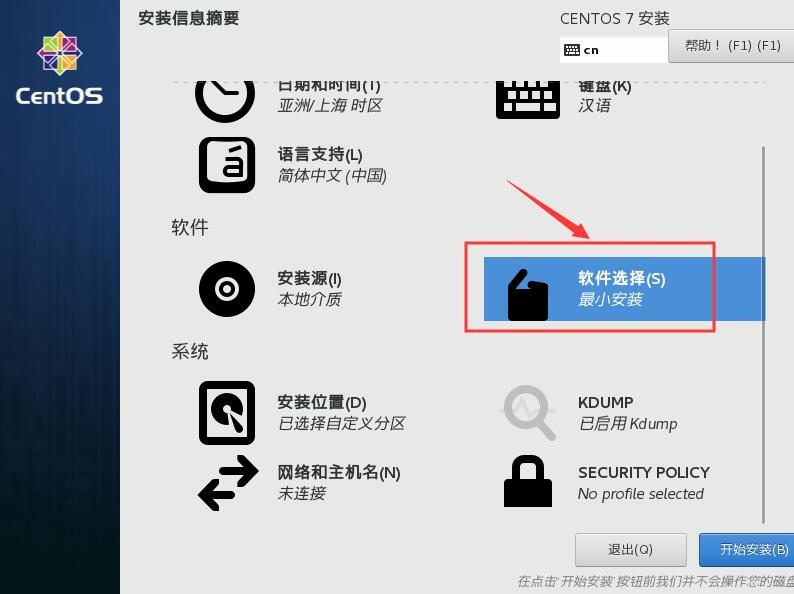 安装信息摘要
CENTOS 7 安装
cn
帮助！(F1) (F1)
CentOS
日期和时间(T)
亚洲/上海 时区
键盘(K)
汉语
语言支持(L)
简体中文 (中国)
软件
安装源(I)
本地介质
软件选择(S)
最小安装
系统
安装位置(D)
已选择自定义分区
KDUMP
已启用 Kdump
网络和主机名(N)
未连接
SECURITY POLICY
No profile selected
退出(Q)
开始安装(B)
在点击'开始安装'按钮前我们并不会操作您的磁盘